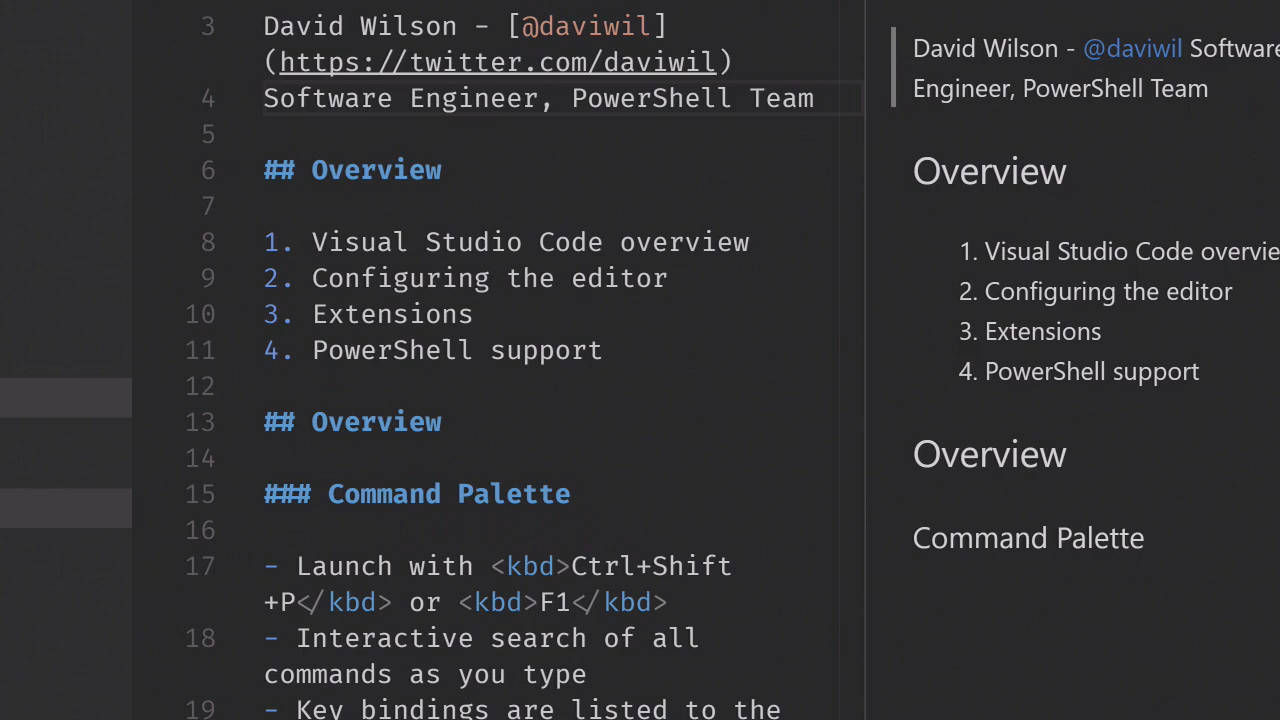 3 David Wilson - [@daviwil]
(https://twitter.com/daviwil)
4 Software Engineer, PowerShell Team
5
6 ## Overview
7
8 1. Visual Studio Code overview
9 2. Configuring the editor
10 3. Extensions
11 4. PowerShell support
12
13 ## Overview
14
15 ### Command Palette
16
17 - Launch with <kbd>Ctrl+Shift
+P</kbd> or <kbd>F1</kbd>
18 - Interactive search of all
commands as you type
19 - Key bindings are listed to the
David Wilson - @daviwil Software
Engineer, PowerShell Team
Overview
1. Visual Studio Code overvie
2. Configuring the editor
3. Extensions
4. PowerShell support
Overview
Command Palette